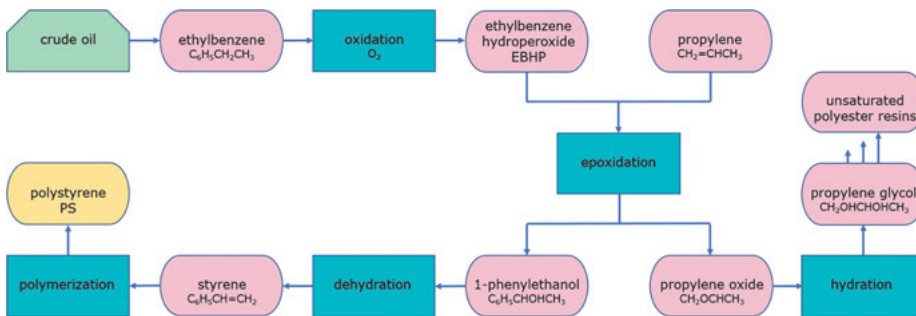 crude oil
ethylbenzene
C₆H₅CH₂CH₃
oxidation
O₂
ethylbenzene
hydroperoxide
EBHP
propylene
CH₂=CHCH₃
unsaturated
polyester resins
epoxidation
polystyrene
PS
propylene glycol
CH₂OHCHOHCH₃
polymerization
styrene
C₆H₅CH=CH₂
dehydration
1-phenylethanol
C₆H₅CHOHCH₃
propylene oxide
CH₂OCHCH₃
hydration